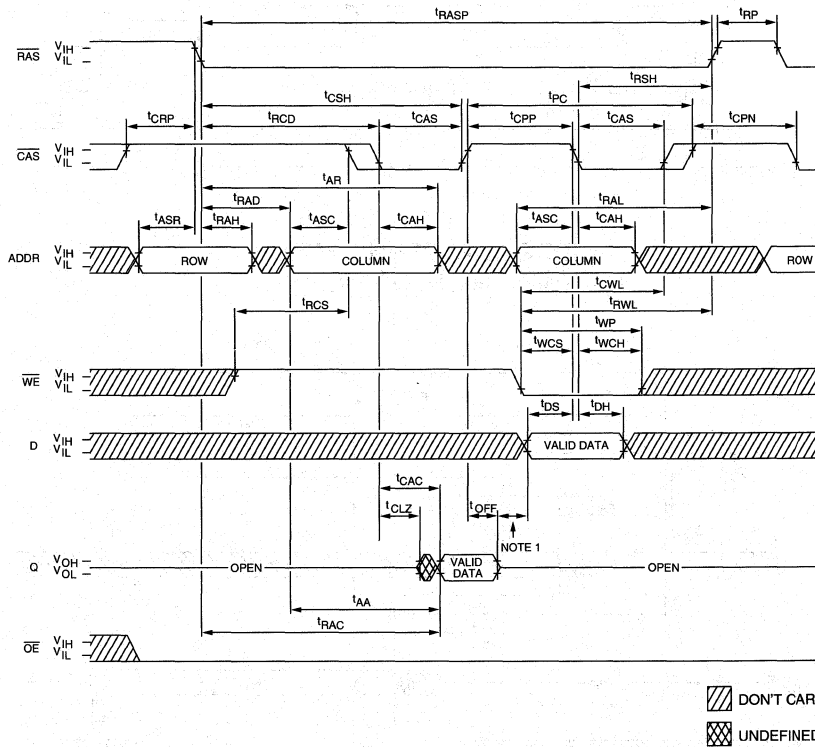 tRASP tRP
RAS VIH VIL
tRSH
tCSH tPC
tCRP tRCD tCAS tCPP tCAS tCPN
CAS VIH VIL
tAR
tRAD tRAL
tASR tRAH tASC tCAH tASC tCAH
ADDR VIH VIL ROW COLUMN COLUMN ROW
tCWL
tRCS tRWL
tWP
tWCS tWCH
WE VIH VIL
tDS tDH
D VIH VIL VALID DATA
tCAC
tCLZ tOFF
NOTE 1
Q VOH VOL OPEN VALID DATA OPEN
tAA
tRAC
OE VIH VIL
DON'T CAR
UNDEFINED